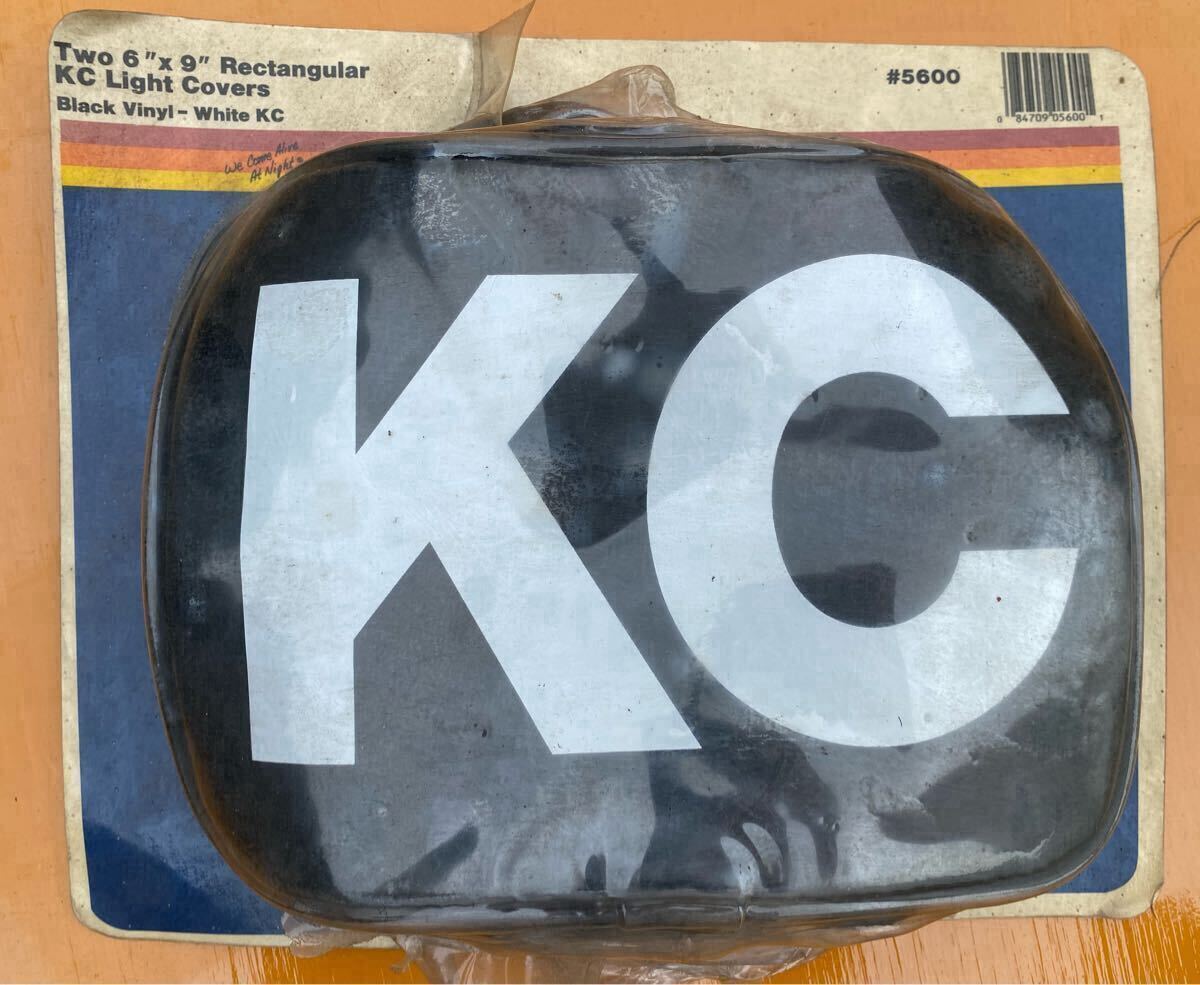 Two 6"x 9" Rectangular
KC Light Covers
Black Vinyl – White KC
#5600
0 84709 05600 1
We Come Alive
At Night®
KC